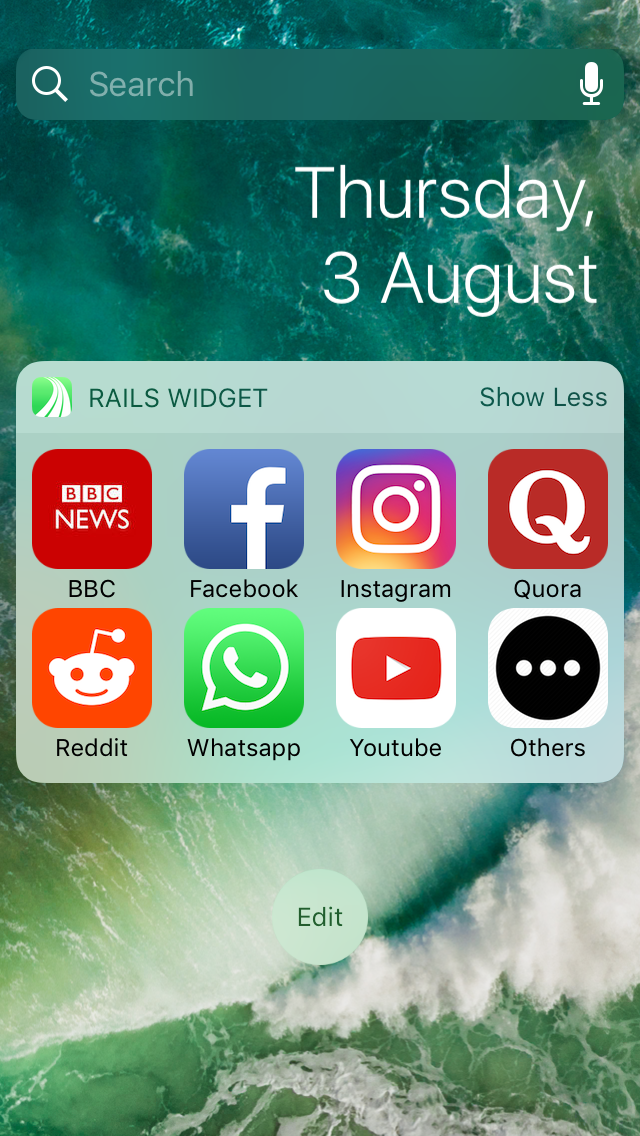 Search
Thursday,
3 August
RAILS WIDGET Show Less
BBC
NEWS
BBC Facebook Instagram Quora
Reddit Whatsapp Youtube Others
Edit